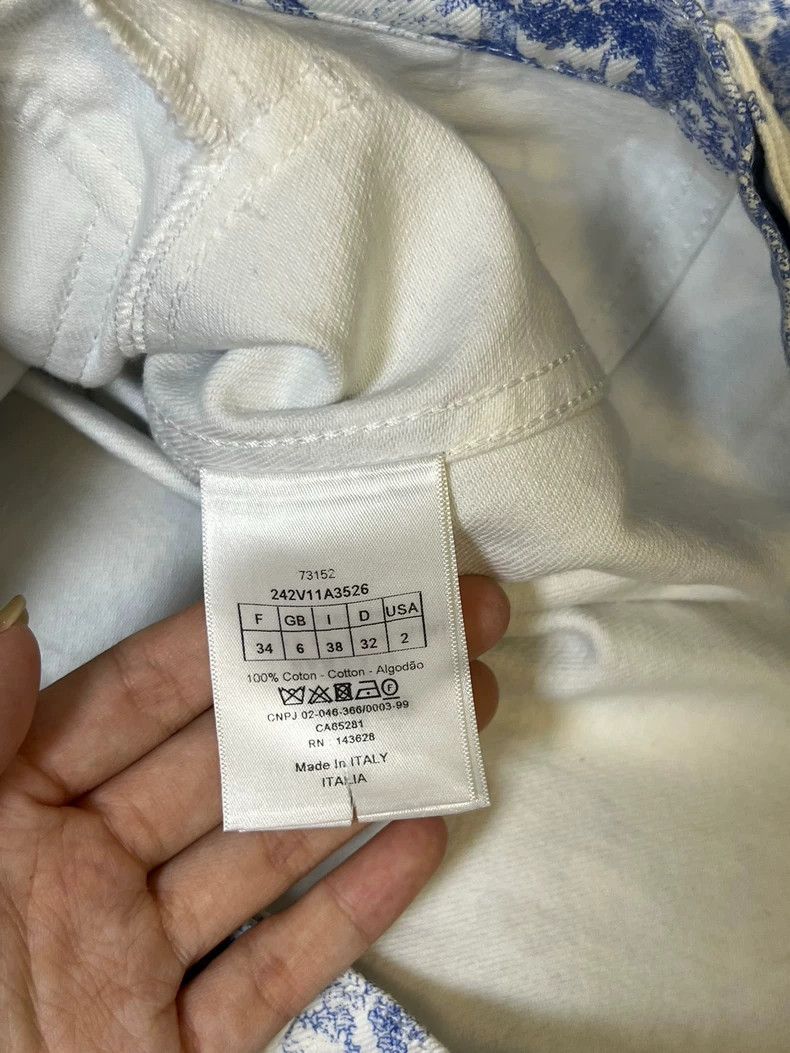 73152
242V11A3526
F GB I D USA
34 6 38 32 2
100% Coton - Cotton - Algodão
F
CNPJ 02-046-366/0003-99
CA65281
RN : 143628
Made In ITALY
ITALIA